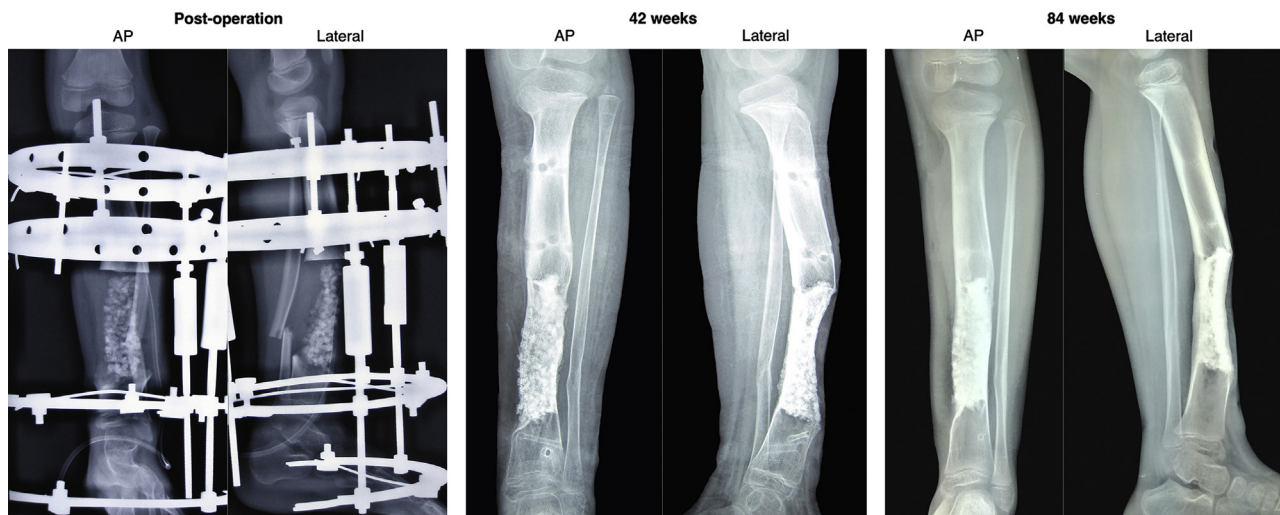 Post-operation
AP
Lateral
42 weeks
AP
Lateral
84 weeks
AP
Lateral